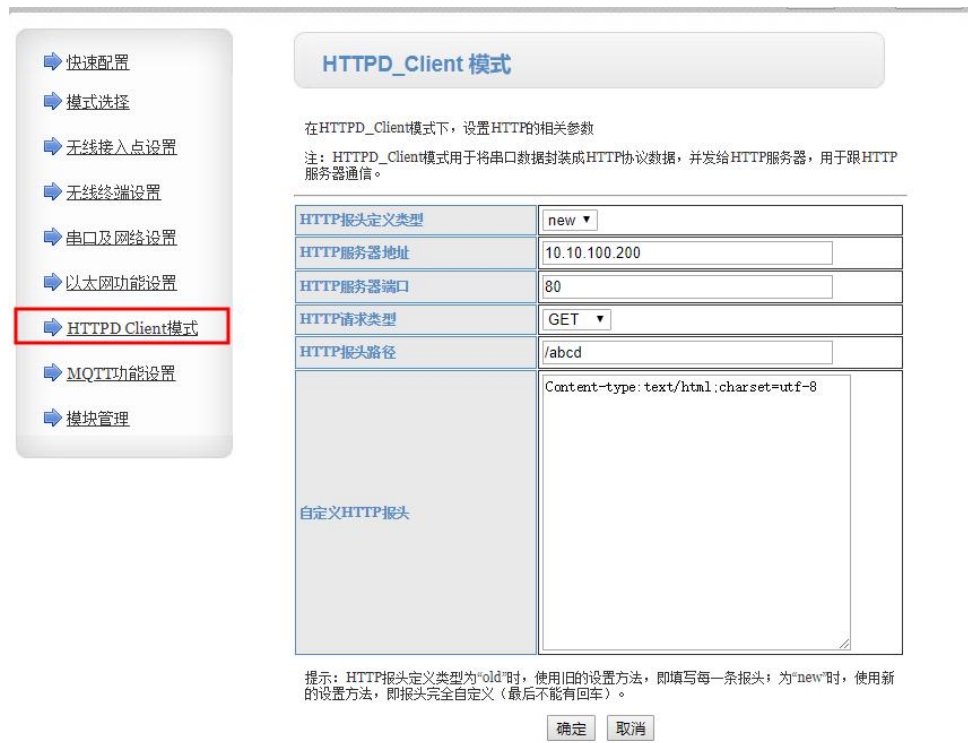 快速配置
模式选择
无线接入点设置
无线终端设置
串口及网络设置
以太网功能设置
HTTPD Client模式
MQTT功能设置
模块管理
HTTPD_Client 模式
在HTTPD_Client模式下，设置HTTP的相关参数
注：HTTPD_Client模式用于将串口数据封装成HTTP协议数据，并发给HTTP服务器，用于跟HTTP
服务器通信。
HTTP报头定义类型 new
HTTP服务器地址 10.10.100.200
HTTP服务器端口 80
HTTP请求类型 GET
HTTP报头路径 /abcd
自定义HTTP报头 Content-type:text/html;charset=utf-8
提示：HTTP报头定义类型为“old”时，使用旧的设置方法，即填写每一条报头；为“new”时，使用新
的设置方法，即报头完全自定义（最后不能有回车）。
确定 取消